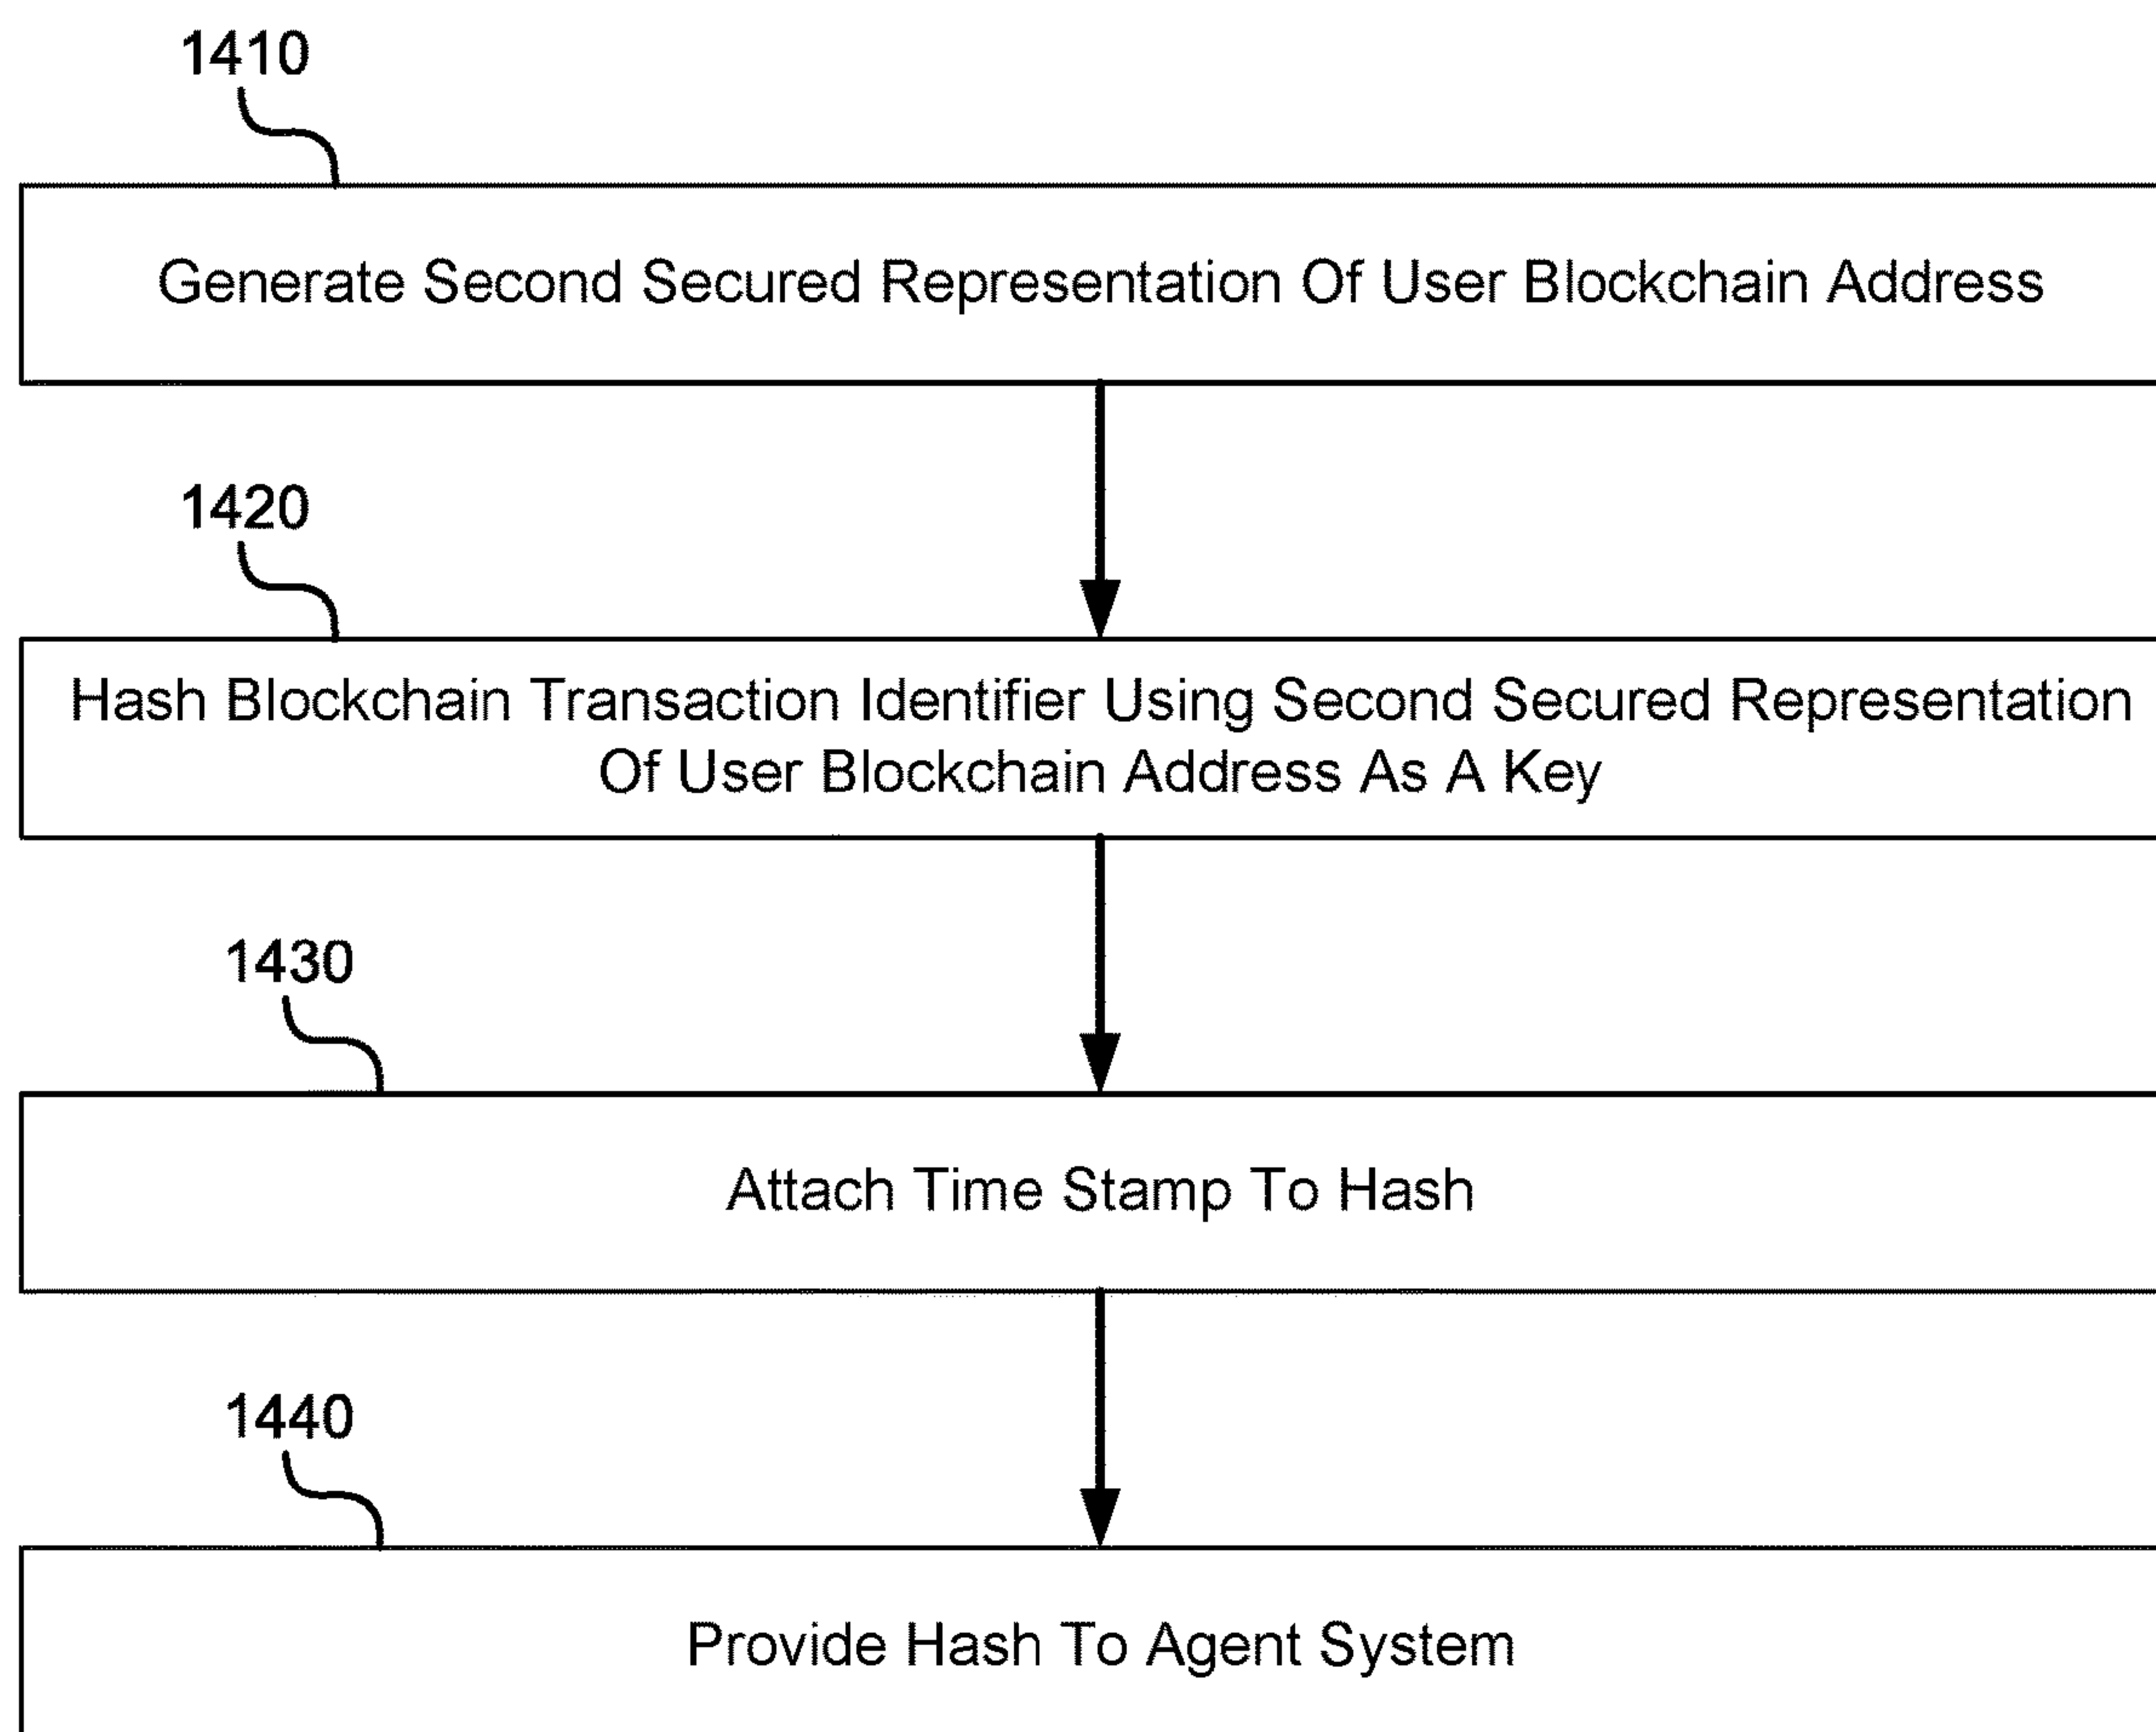 1410
Generate Second Secured Representation Of User Blockchain Address
1420
Hash Blockchain Transaction Identifier Using Second Secured Representation
Of User Blockchain Address As A Key
1430
Attach Time Stamp To Hash
1440
Provide Hash To Agent System